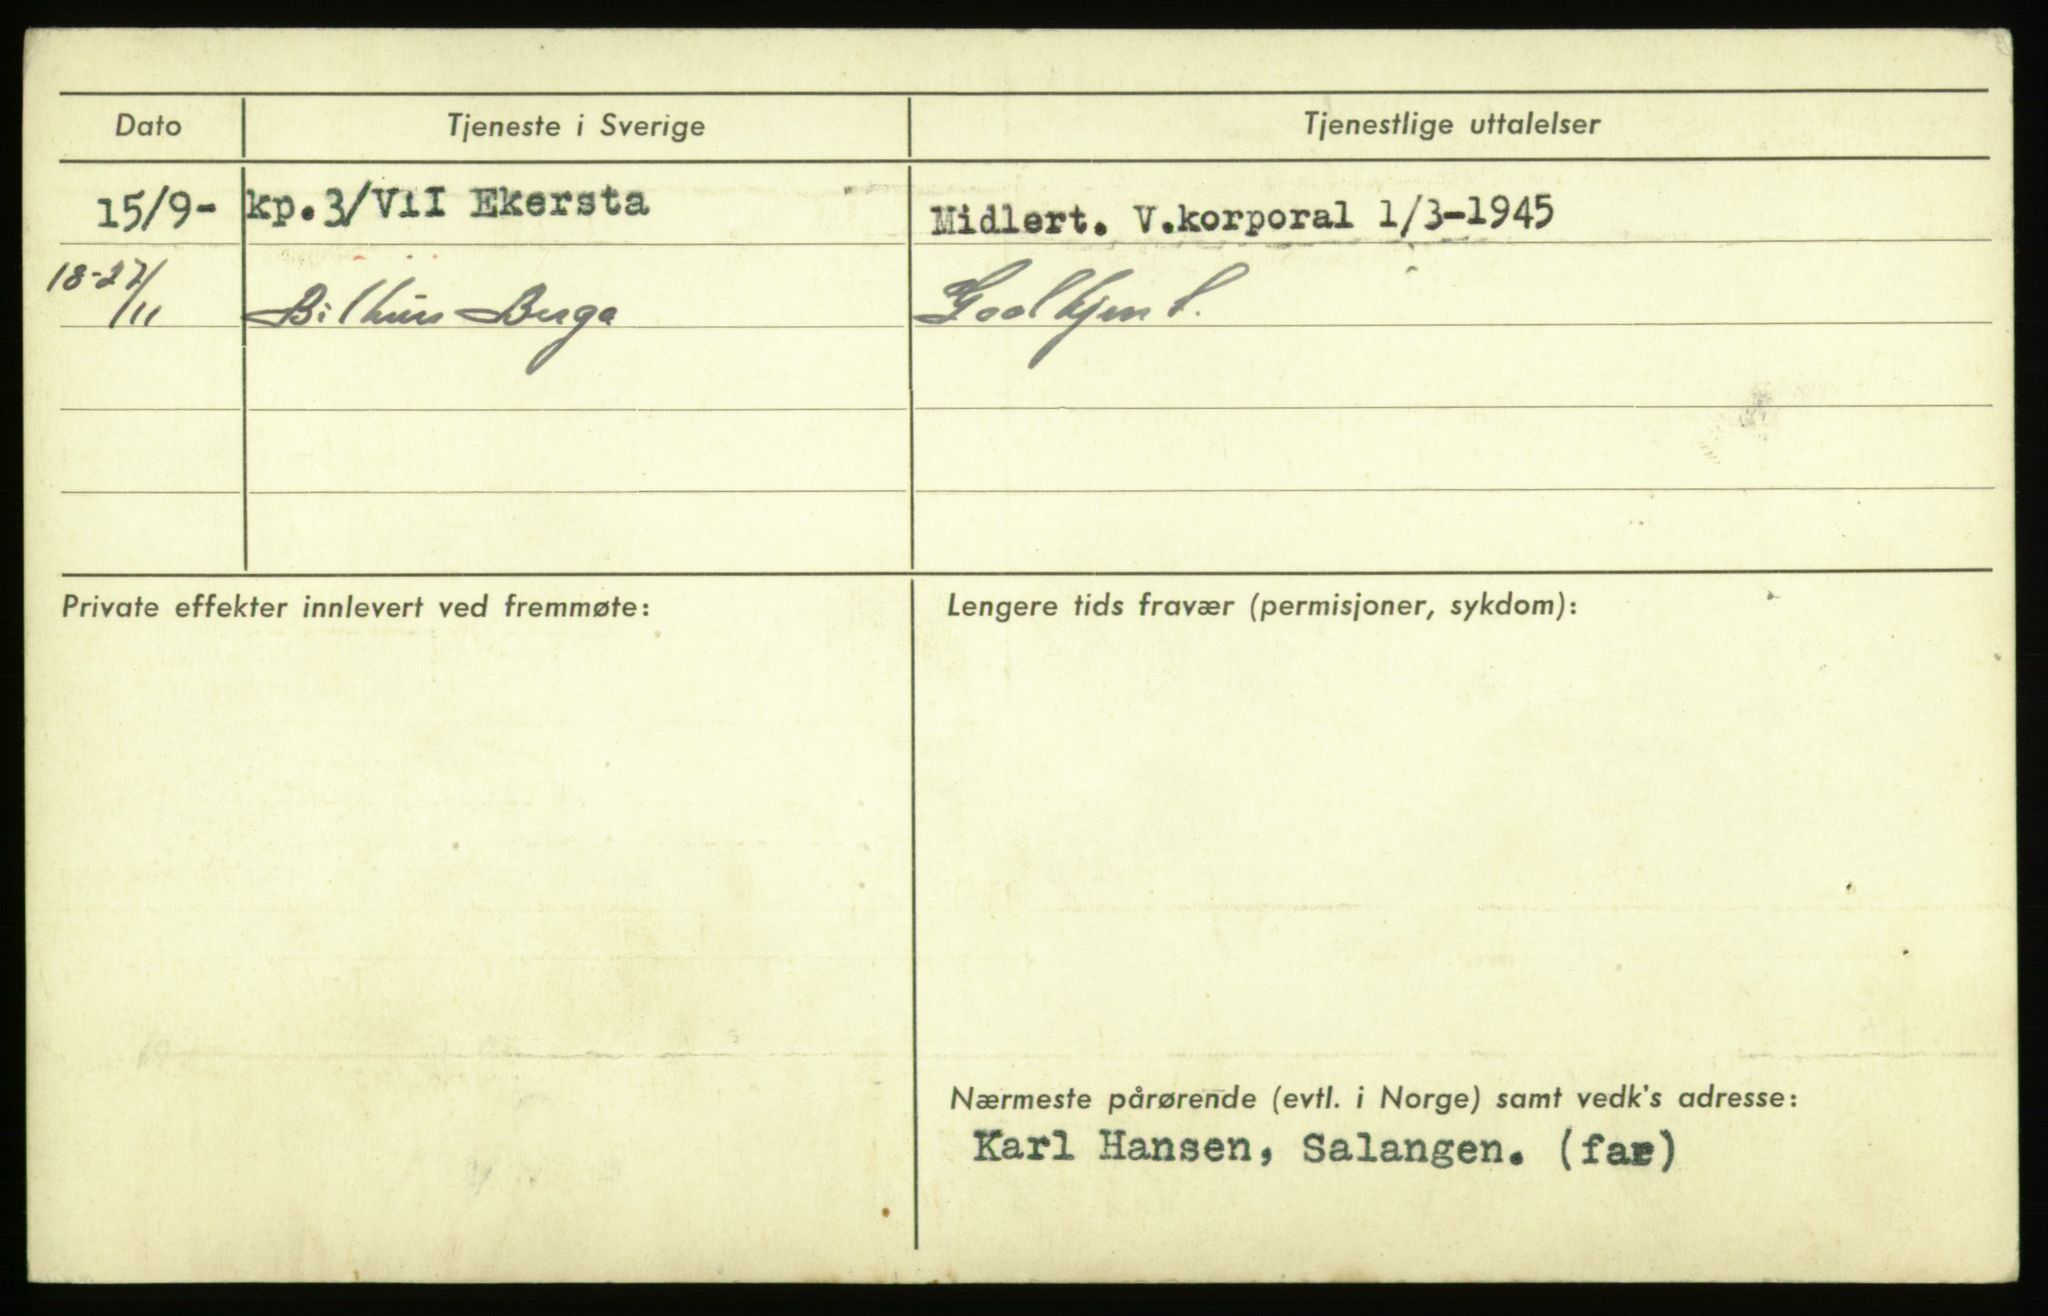 Dato Tjeneste i Sverige Tjenestlige uttalelser
15/9- kp.3/VII Ekersta Midlert. V.korporal 1/3-1945
18-27/11 Bilkurs Berga Godkjent.
Private effekter innlevert ved fremmøte: Lengere tids fravær (permisjoner, sykdom):
Nærmeste pårørende (evtl. i Norge) samt vedk's adresse:
Karl Hansen, Salangen. (far)